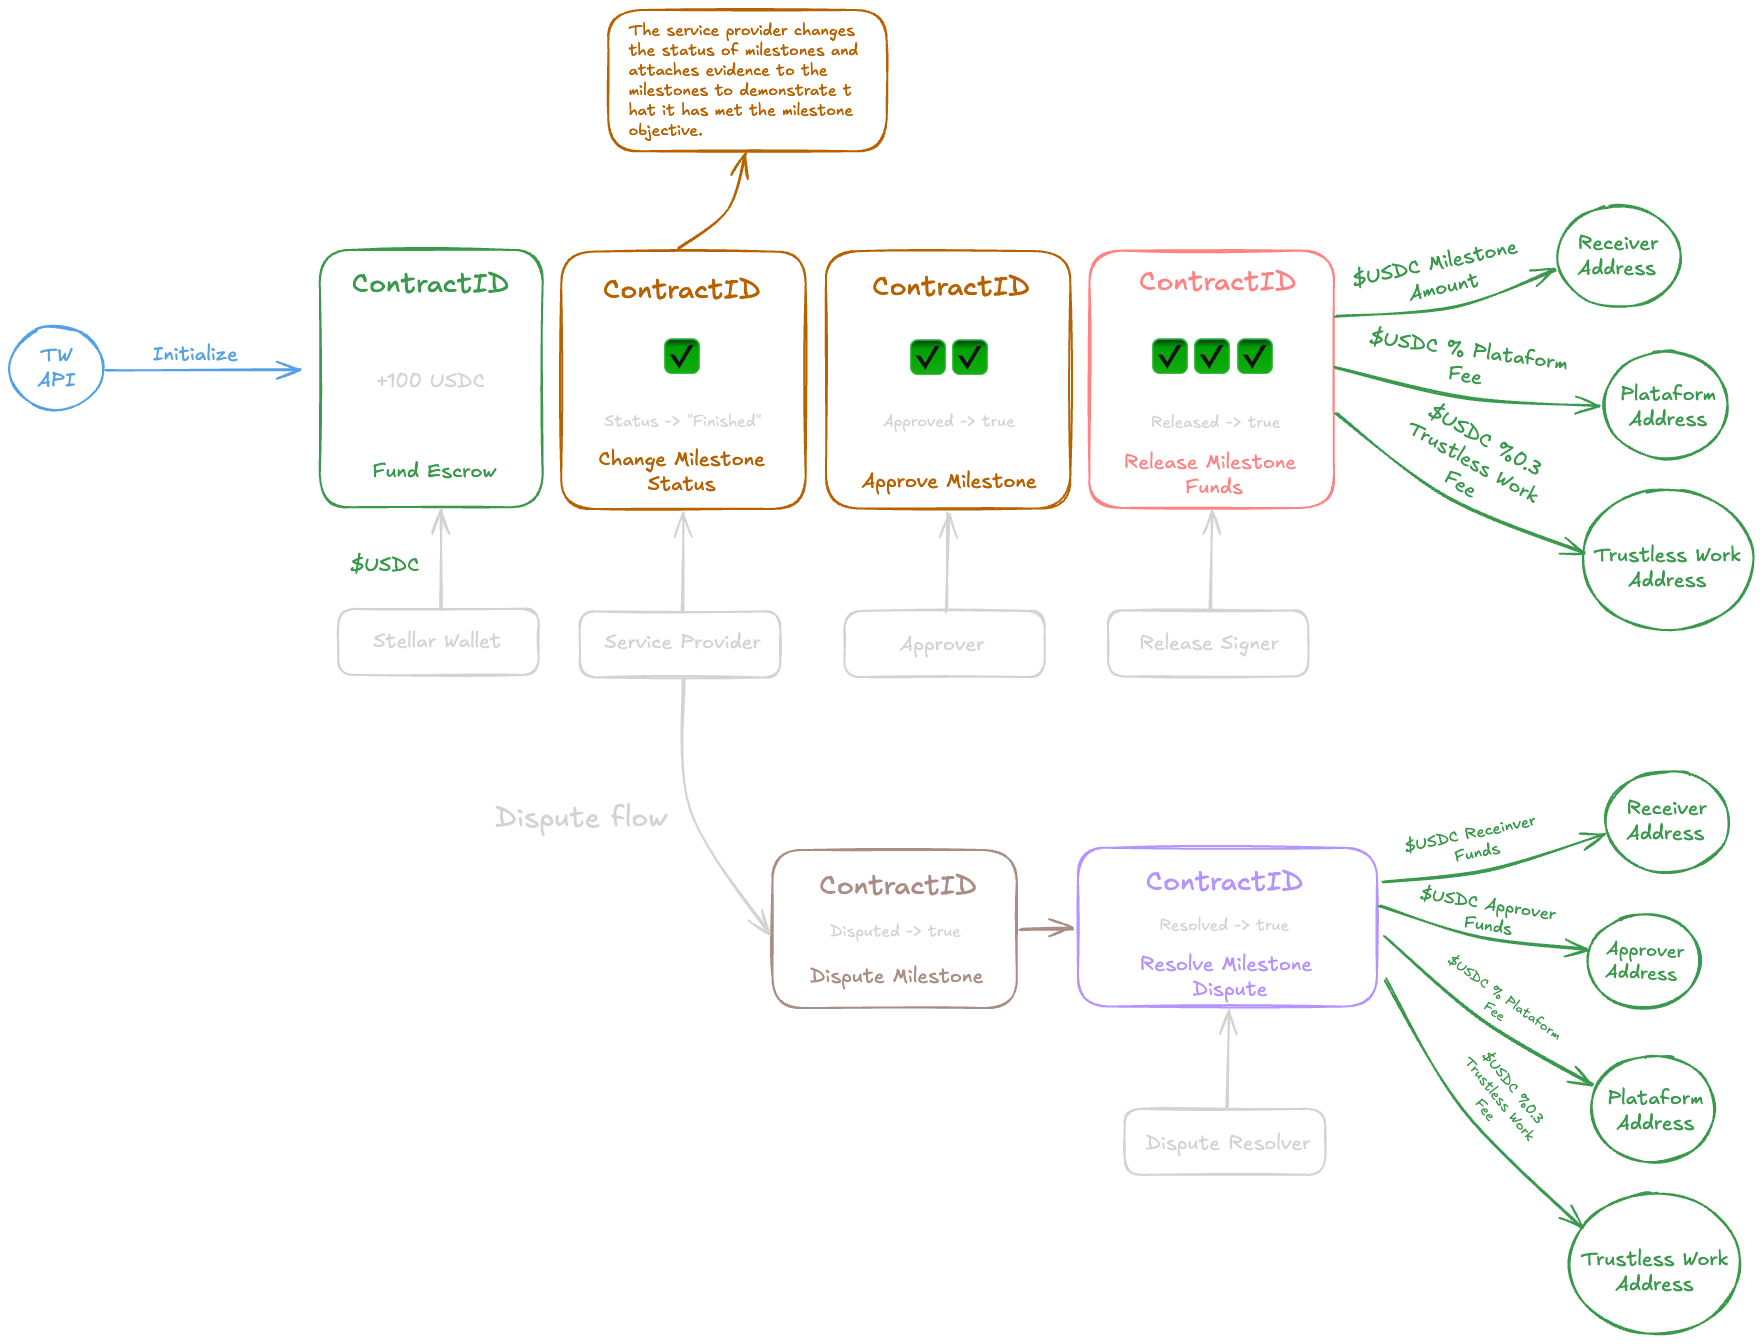 The service provider changes
the status of milestones and
attaches evidence to the
milestones to demonstrate t
hat it has met the milestone
objective.
TW
API
Initialize
ContractID
+100 USDC
Fund Escrow
$USDC
Stellar Wallet
ContractID
Status -> "Finished"
Change Milestone
Status
Service Provider
ContractID
Approved -> true
Approve Milestone
Approver
ContractID
Released -> true
Release Milestone
Funds
Release Signer
$USDC Milestone
Amount
Receiver
Address
$USDC % Plataform
Fee
Plataform
Address
$USDC %0.3
Trustless Work
Fee
Trustless Work
Address
Dispute flow
ContractID
Disputed -> true
Dispute Milestone
ContractID
Resolved -> true
Resolve Milestone
Dispute
Dispute Resolver
$USDC Receinver
Funds
Receiver
Address
$USDC Approver
Funds
Approver
Address
$USDC % Plataform
Fee
Plataform
Address
$USDC %0.3
Trustless Work
Fee
Trustless Work
Address